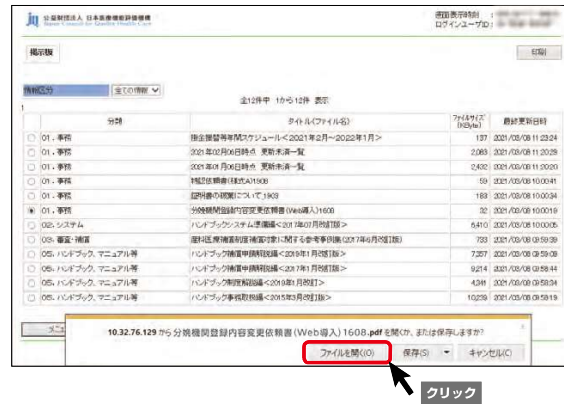 jq 公益財団法人 日本医療機能評価機構
Japan Council for Quality Health Care
画面表示時刻 :
ログインユーザID :
掲示板
印刷
情報区分 全ての情報
全12件中 1から12件 表示
1
分類 タイトル(ファイル名) ファイルサイズ(KByte) 最終更新日時
01. 事務 掛金振替等年間スケジュール<2021年2月~2022年1月> 137 2021/03/08 11:23:24
01. 事務 2021年02月06日時点 更新未済一覧 2,083 2021/03/08 11:20:29
01. 事務 2021年01月06日時点 更新未済一覧 2,432 2021/03/08 11:20:20
01. 事務 59 2021/03/08 10:00:41
01. 事務 証明書の破棄について_1903 183 2021/03/08 10:00:34
01. 事務 分娩機関登録内容変更依頼書(Web導入)1608 32 2021/03/08 10:00:19
02. システム ハンドブックシステム準備編<2017年07月改訂版> 6,410 2021/03/08 10:00:05
03. 審査・補償 産科医療補償制度補償対象に関する参考事例集(2017年6月改訂版) 733 2021/03/08 09:59:39
05. ハンドブック、マニュアル等 ハンドブック補償申請解説編<2019年1月改訂版> 7,357 2021/03/08 09:59:08
05. ハンドブック、マニュアル等 ハンドブック補償申請解説編<2017年1月改訂版> 9,214 2021/03/08 09:58:44
05. ハンドブック、マニュアル等 ハンドブック制度解説編<2019年1月改訂> 4,341 2021/03/08 09:58:34
05. ハンドブック、マニュアル等 ハンドブック事務取扱編<2015年3月改訂> 10,239 2021/03/08 09:58:19
10.32.76.129 から分娩機関登録内容変更依頼書(Web導入)1608.pdf を開くか、または保存しますか? ×
ファイルを開く(O) 保存(S) キャンセル(C)
クリック